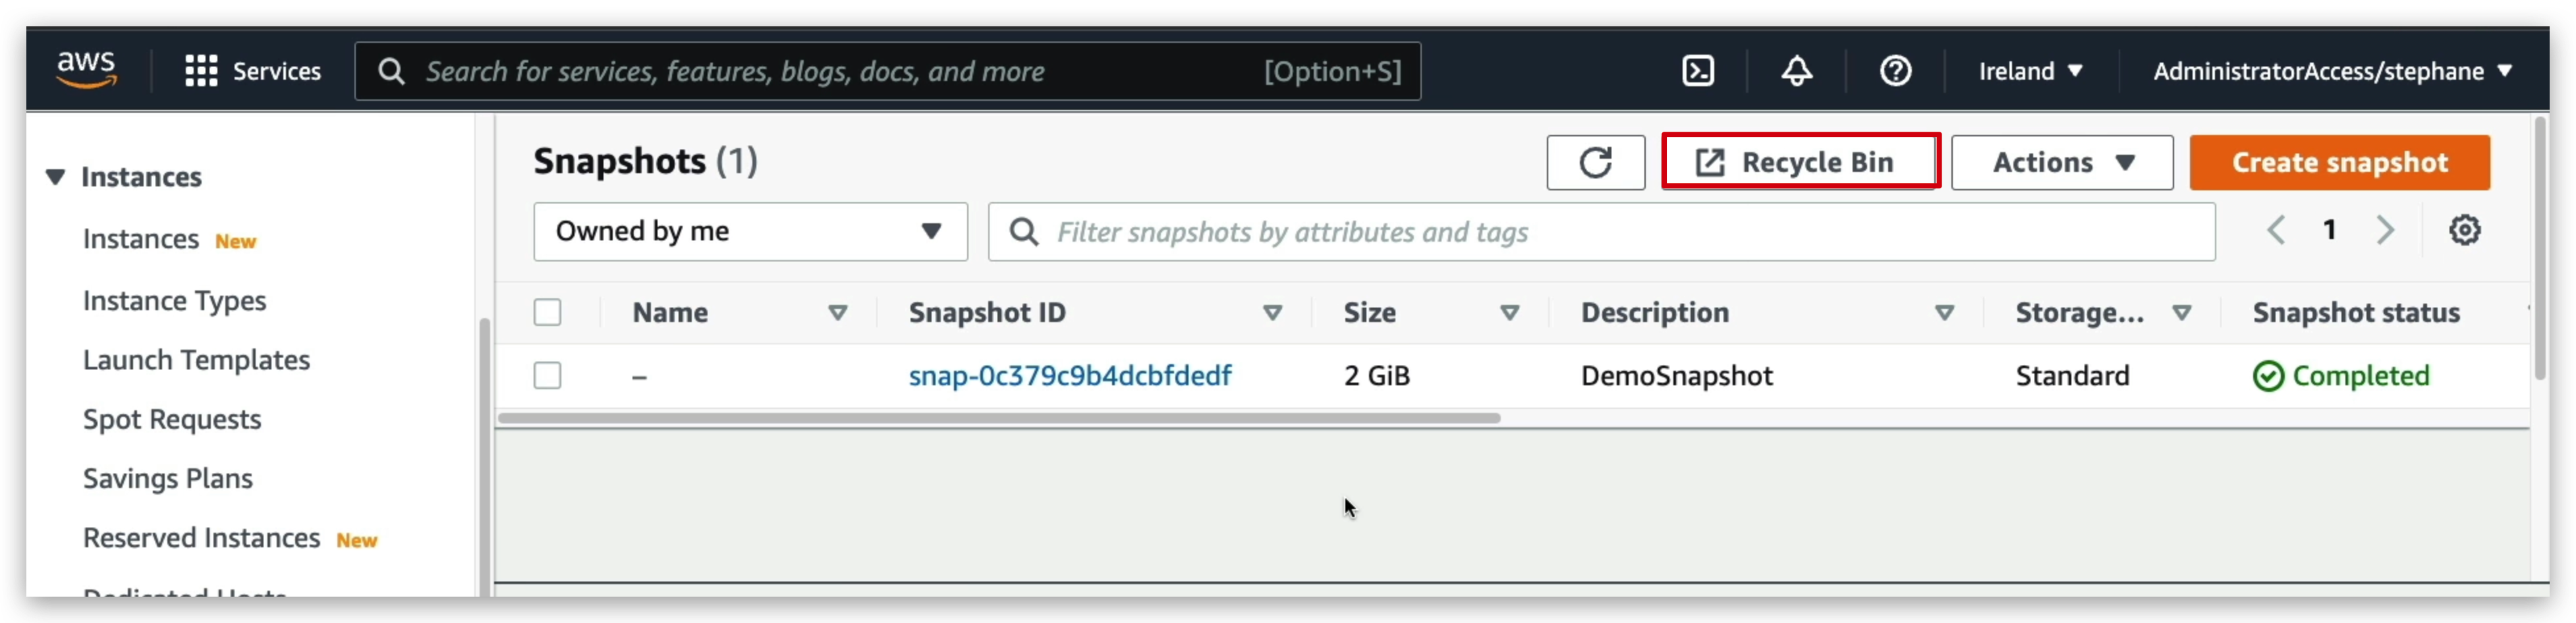 aws Services Search for services, features, blogs, docs, and more [Option+S] Ireland AdministratorAccess/stephane
Instances
Instances New
Instance Types
Launch Templates
Spot Requests
Savings Plans
Reserved Instances New
Dedicated Hosts
Snapshots (1) Recycle Bin Actions Create snapshot
Owned by me Filter snapshots by attributes and tags 1
Name Snapshot ID Size Description Storage... Snapshot status
– snap-0c379c9b4dcbfdedf 2 GiB DemoSnapshot Standard Completed